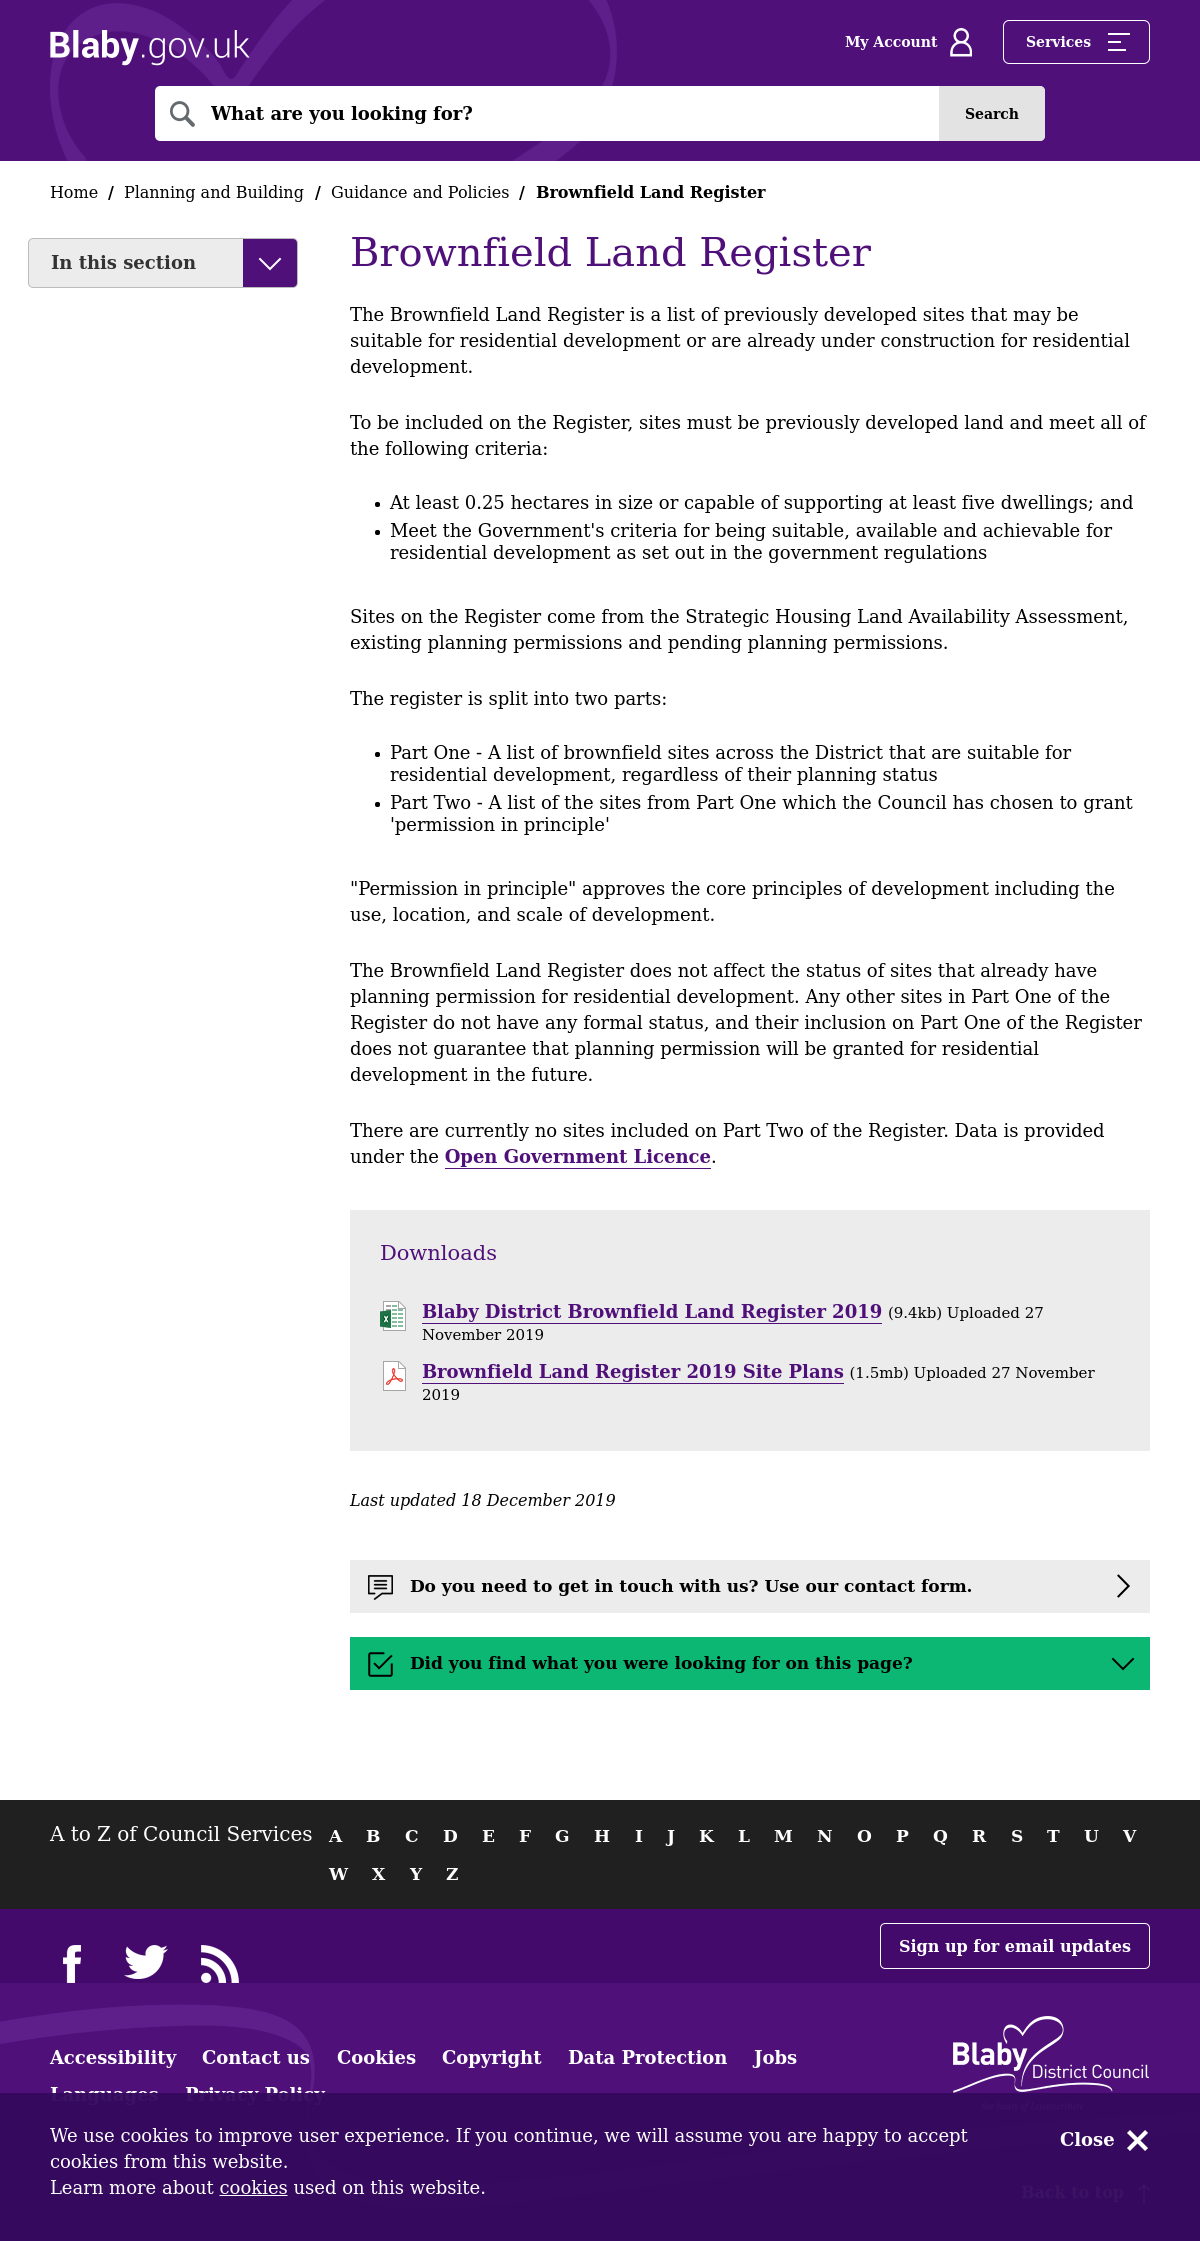 Blaby.gov.uk
My Account
Services
What are you looking for?
Search
Home / Planning and Building / Guidance and Policies / Brownfield Land Register
In this section
Brownfield Land Register
The Brownfield Land Register is a list of previously developed sites that may be
suitable for residential development or are already under construction for residential
development.
To be included on the Register, sites must be previously developed land and meet all of
the following criteria:
At least 0.25 hectares in size or capable of supporting at least five dwellings; and
Meet the Government's criteria for being suitable, available and achievable for
residential development as set out in the government regulations
Sites on the Register come from the Strategic Housing Land Availability Assessment,
existing planning permissions and pending planning permissions.
The register is split into two parts:
Part One - A list of brownfield sites across the District that are suitable for
residential development, regardless of their planning status
Part Two - A list of the sites from Part One which the Council has chosen to grant
'permission in principle'
"Permission in principle" approves the core principles of development including the
use, location, and scale of development.
The Brownfield Land Register does not affect the status of sites that already have
planning permission for residential development. Any other sites in Part One of the
Register do not have any formal status, and their inclusion on Part One of the Register
does not guarantee that planning permission will be granted for residential
development in the future.
There are currently no sites included on Part Two of the Register. Data is provided
under the Open Government Licence.
Downloads
Blaby District Brownfield Land Register 2019 (9.4kb) Uploaded 27
November 2019
Brownfield Land Register 2019 Site Plans (1.5mb) Uploaded 27 November
2019
Last updated 18 December 2019
Do you need to get in touch with us? Use our contact form.
Did you find what you were looking for on this page?
A to Z of Council Services A B C D E F G H I J K L M N O P Q R S T U V
W X Y Z
Sign up for email updates
Accessibility Contact us Cookies Copyright Data Protection Jobs
Languages Privacy Policy
Blaby District Council
We use cookies to improve user experience. If you continue, we will assume you are happy to accept
cookies from this website.
Learn more about cookies used on this website.
Close
Back to top